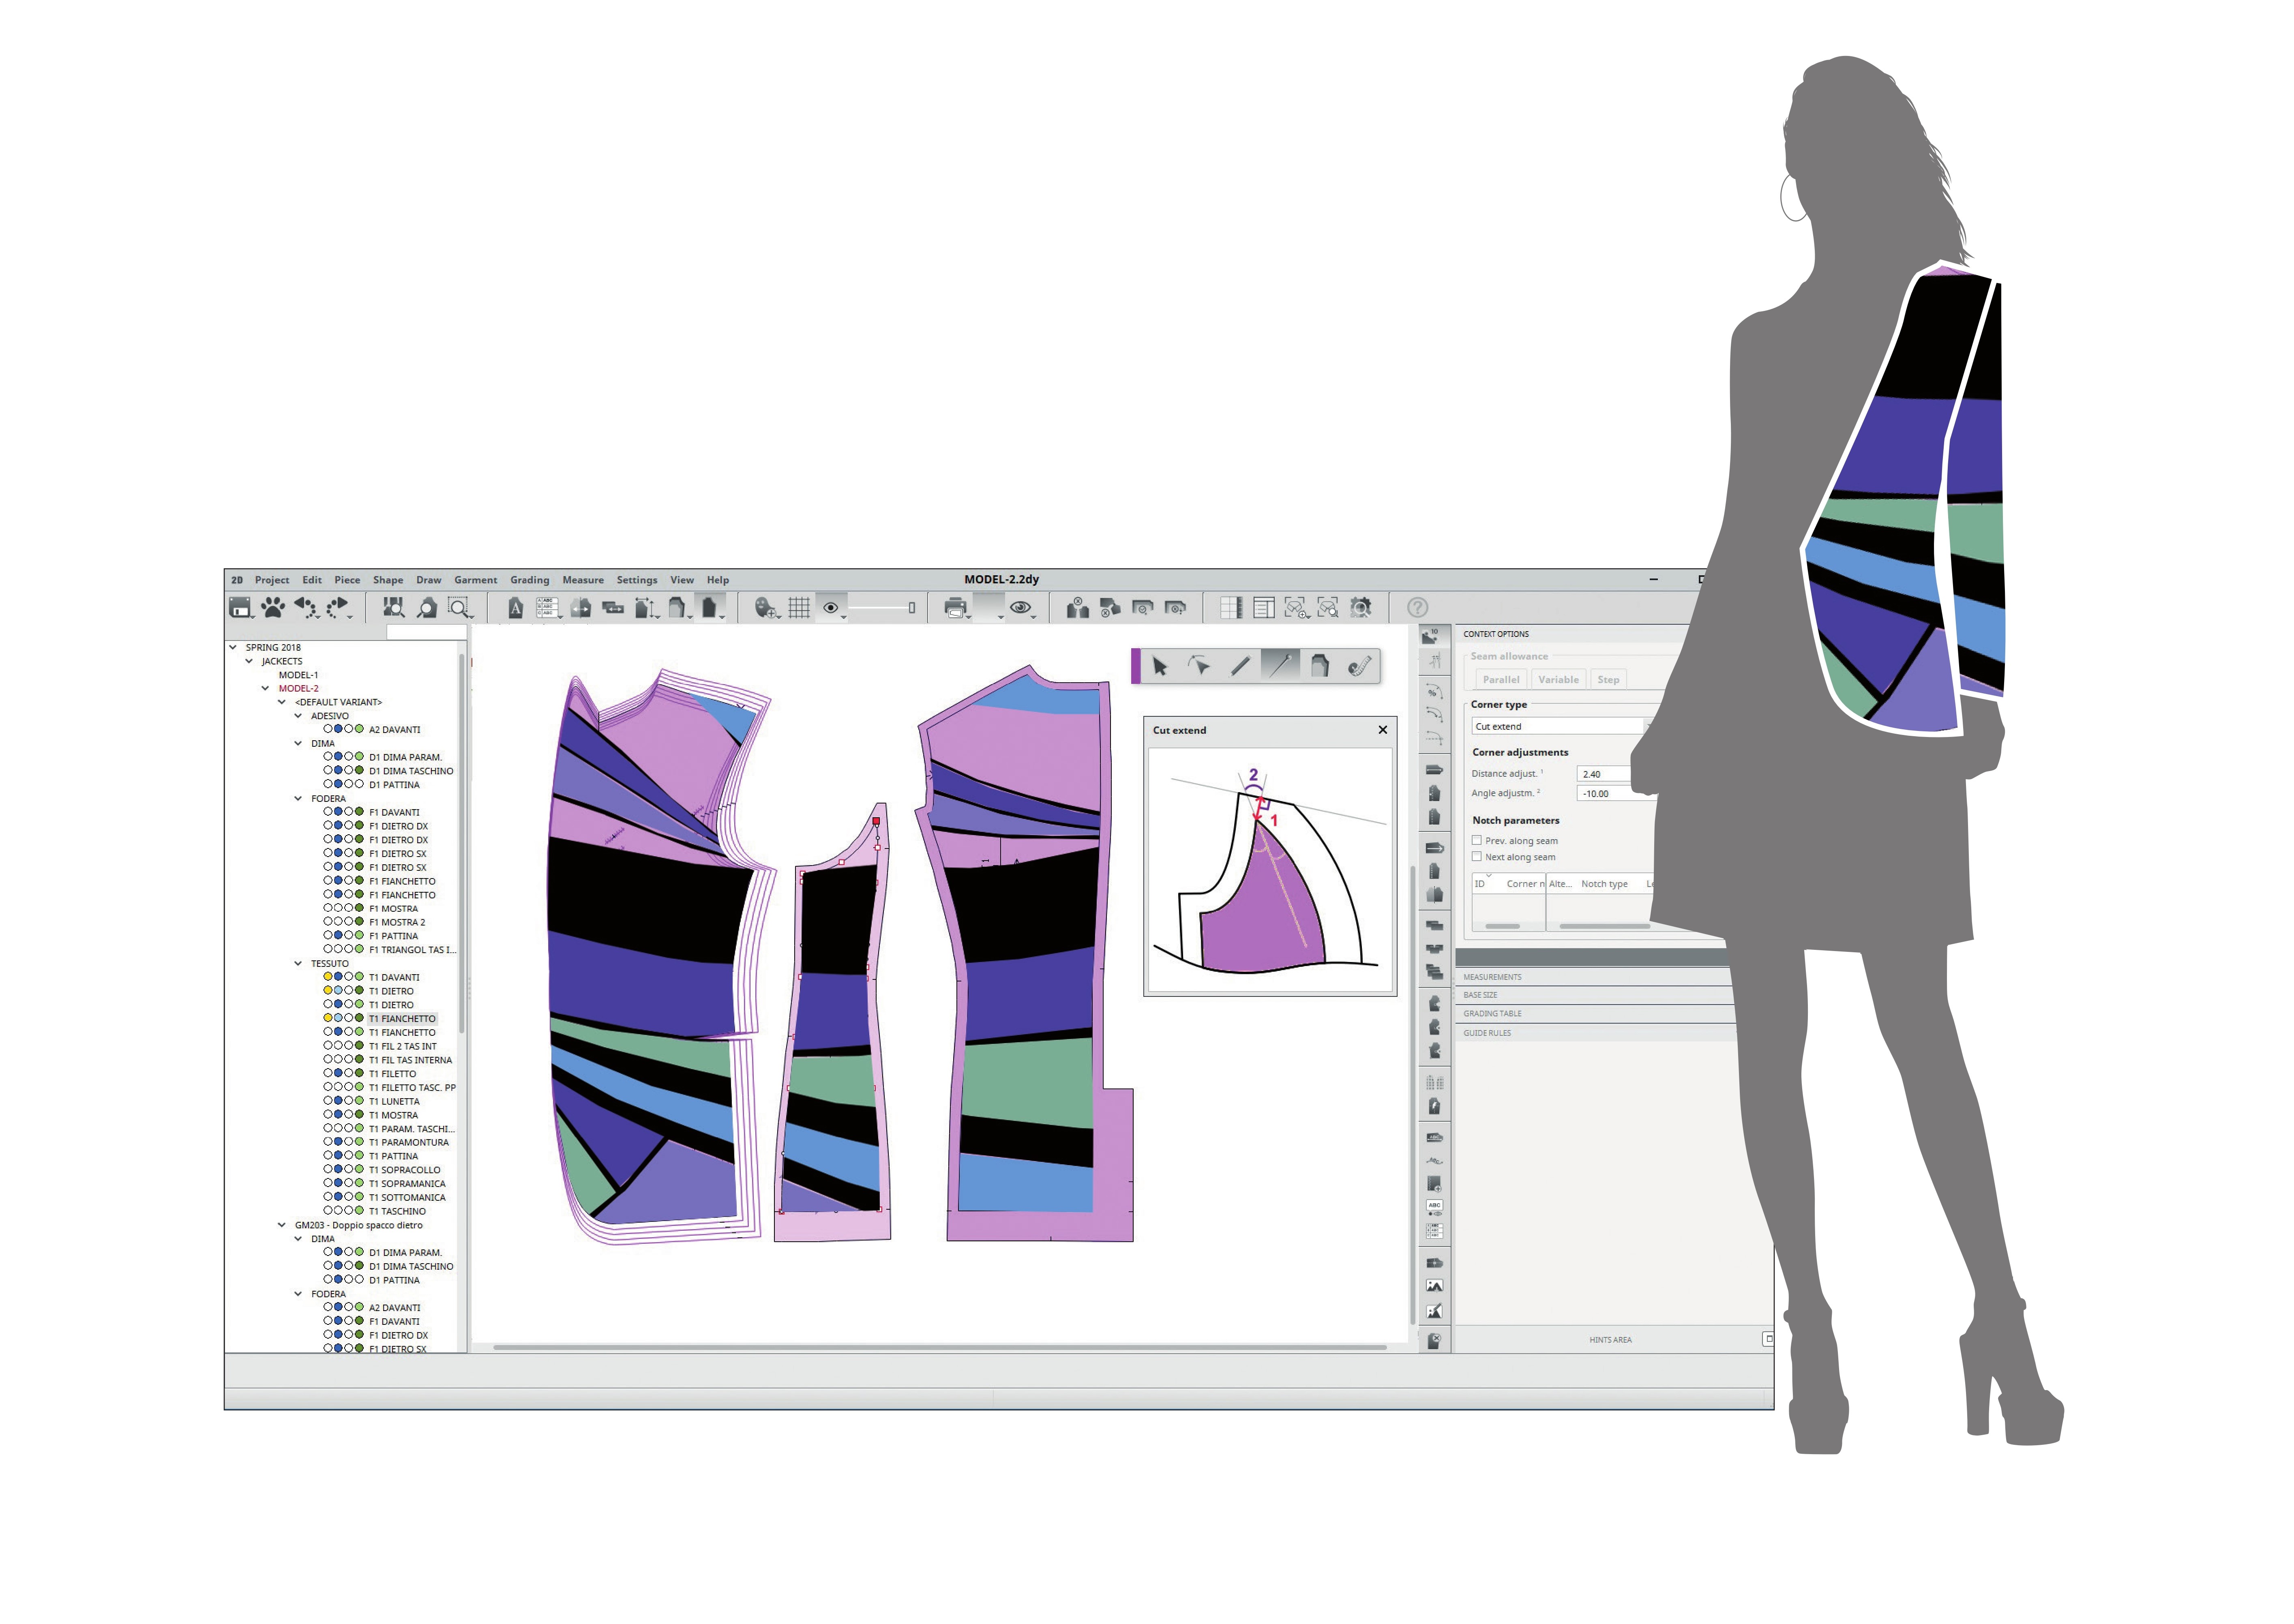 2D Project Edit Piece Shape Draw Garment Grading Measure Settings View Help MODEL-2.2dy
SPRING 2018
JACKECTS
MODEL-1
MODEL-2
<DEFAULT VARIANT>
ADESIVO
A2 DAVANTI
DIMA
D1 DIMA PARAM.
D1 DIMA TASCHINO
D1 PATTINA
FODERA
F1 DAVANTI
F1 DIETRO DX
F1 DIETRO DX
F1 DIETRO SX
F1 DIETRO SX
F1 FIANCHETTO
F1 FIANCHETTO
F1 MOSTRA
F1 MOSTRA 2
F1 PATTINA
F1 TRIANGOL TAS I...
TESSUTO
T1 DAVANTI
T1 DIETRO
T1 DIETRO
T1 FIANCHETTO
T1 FIANCHETTO
T1 FIL 2 TAS INT
T1 FIL TAS INTERNA
T1 FILETTO
T1 FILETTO TASC. PP
T1 LUNETTA
T1 MOSTRA
T1 PARAM. TASCHI...
T1 PARAMONTURA
T1 PATTINA
T1 SOPRACOLLO
T1 SOPRAMANICA
T1 SOTTOMANICA
T1 TASCHINO
GM203 - Doppio spacco dietro
DIMA
D1 DIMA PARAM.
D1 DIMA TASCHINO
D1 PATTINA
FODERA
A2 DAVANTI
F1 DAVANTI
F1 DIETRO DX
F1 DIETRO SX
Cut extend
2
1
CONTEXT OPTIONS
Seam allowance
Parallel Variable Step
Corner type
Cut extend
Corner adjustments
Distance adjust. 1 2.40
Angle adjustm. 2 -10.00
Notch parameters
Prev. along seam
Next along seam
ID Corner n Alte... Notch type
MEASUREMENTS
BASE SIZE
GRADING TABLE
GUIDE RULES
HINTS AREA